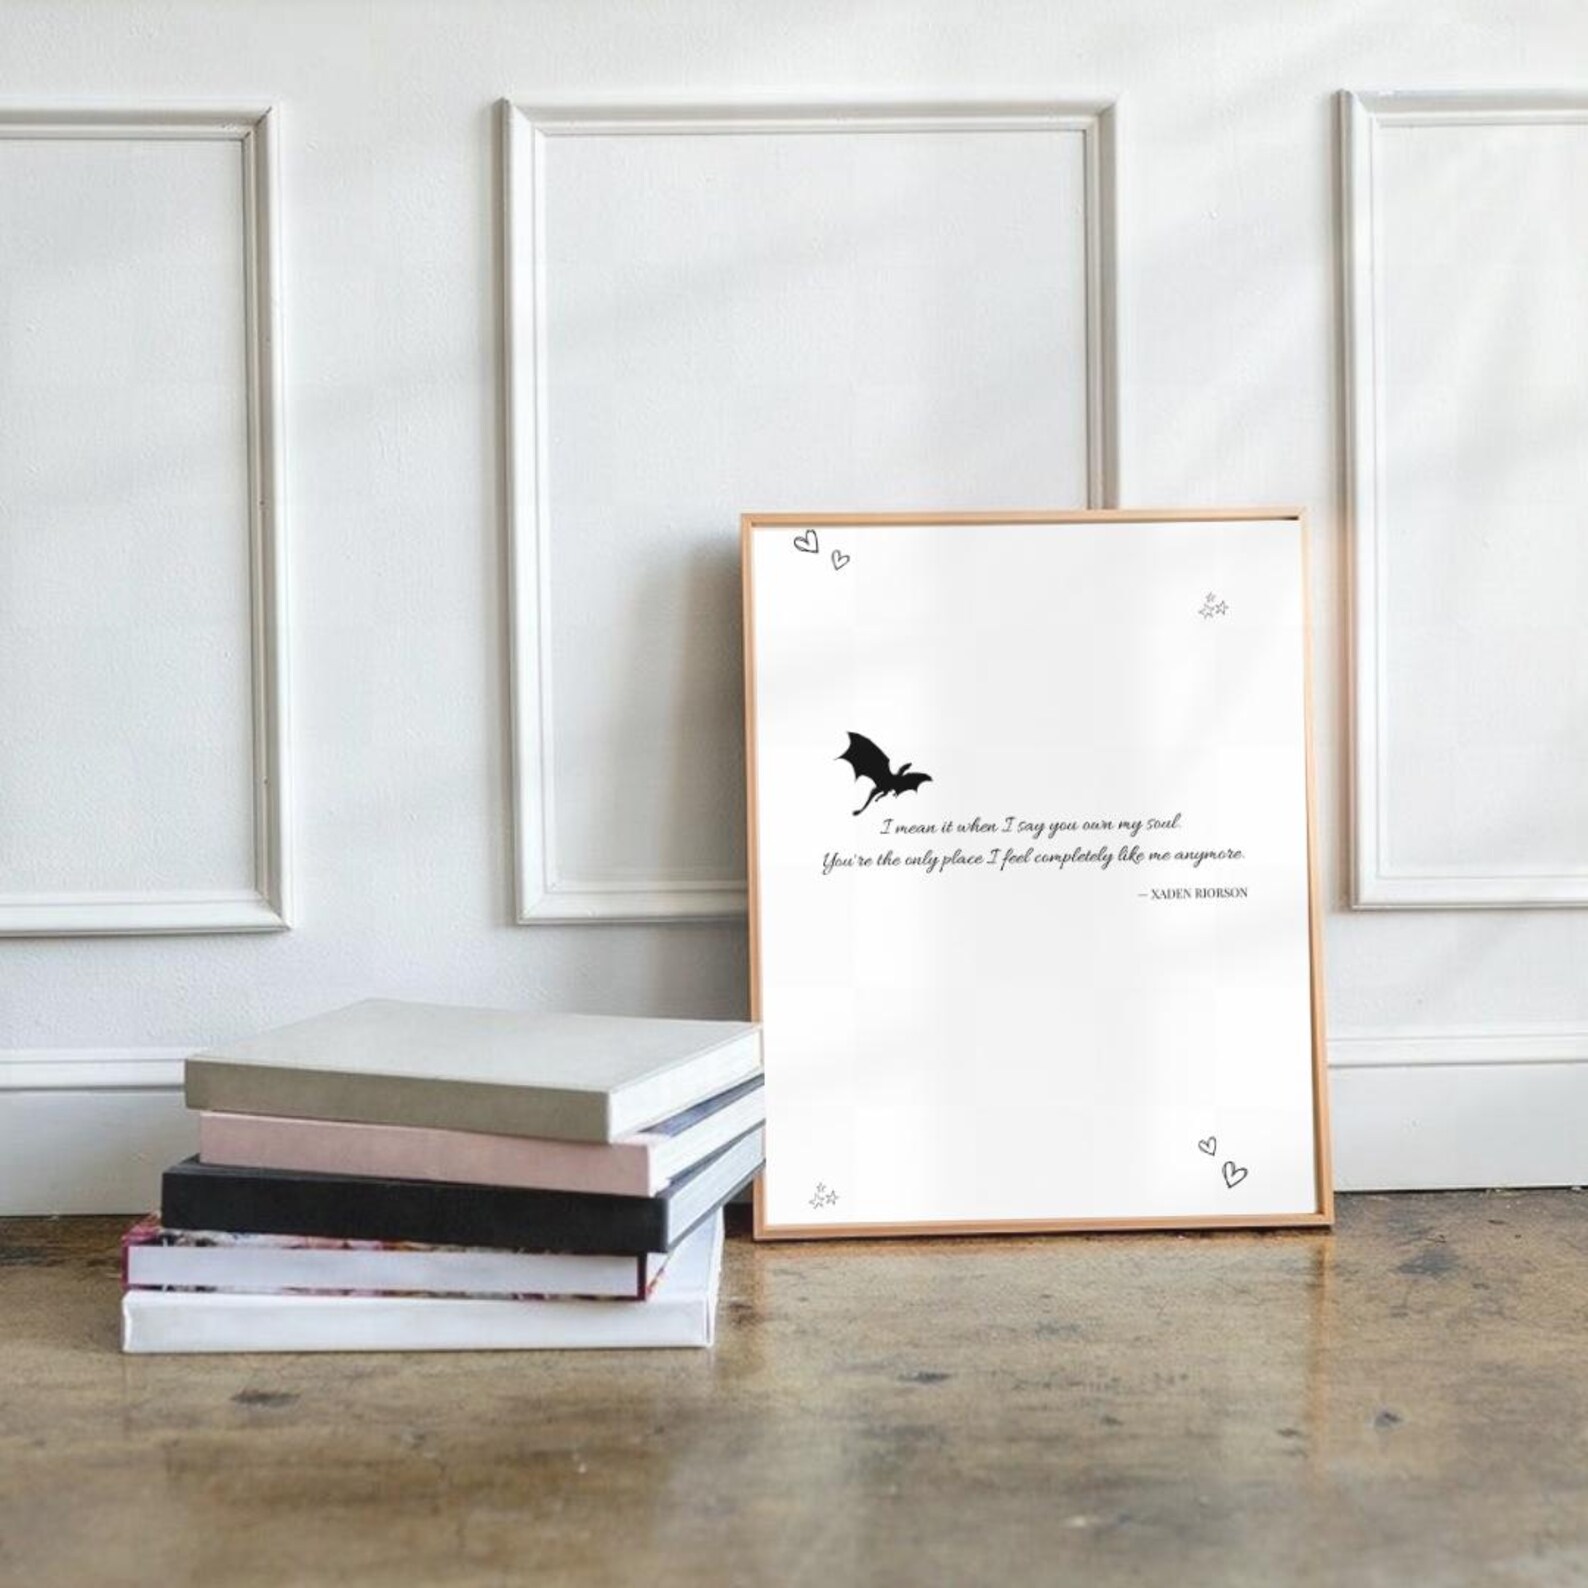 I mean it when I say you own my soul.
You're the only place I feel completely like me anymore.
— XADEN RIORSON